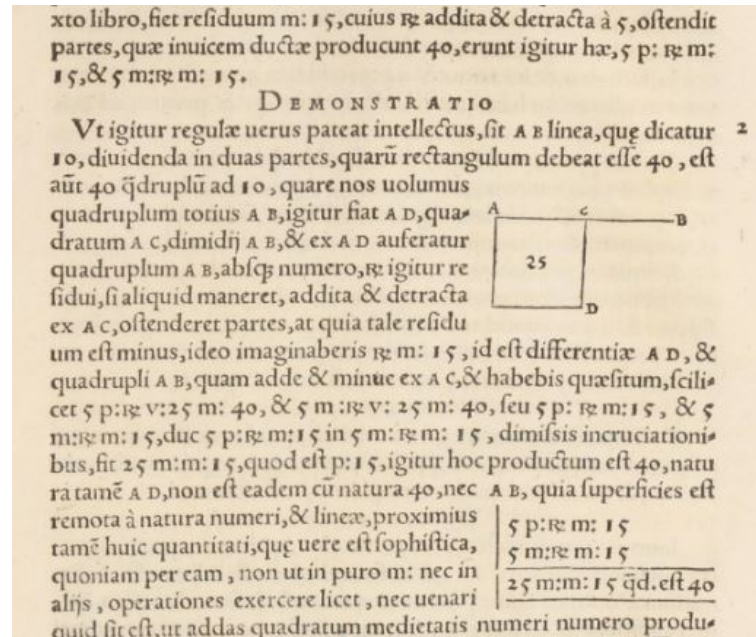 xto libro, fiet residuum m: 15, cuius ℞ addita & detracta à 5, ostendit
partes, quæ inuicem ductæ producunt 40, erunt igitur hæ, 5 p: ℞ m:
15, & 5 m:℞ m: 15.
DEMONSTRATIO
Vt igitur regulæ uerus pateat intellectus, sit A B linea, quę dicatur 2
10, diuidenda in duas partes, quarū rectangulum debeat esse 40, est
aūt 40 q̄druplū ad 10, quare nos uolumus
quadruplum totius A B, igitur fiat A D, qua-
dratum A C, dimidij A B, & ex A D auferatur
quadruplum A B, absqꝫ numero, ℞ igitur re
sidui, si aliquid maneret, addita & detracta
ex A C, ostenderet partes, at quia tale residu
A C B
25
D
um est minus, ideo imaginaberis ℞ m: 15, id est differentiæ A D, &
quadrupli A B, quam adde & minue ex A C, & habebis quæsitum, scili-
cet 5 p:℞ v:25 m: 40, & 5 m:℞ v: 25 m: 40, seu 5 p: ℞ m:15, & 5
m:℞ m: 15, duc 5 p:℞ m:15 in 5 m: ℞ m: 15, dimissis incruciationi-
bus, fit 25 m:m: 15, quod est p:15, igitur hoc productum est 40, natu
ra tamē A D, non est eadem cū natura 40, nec A B, quia superficies est
remota à natura numeri, & lineæ, proximius
tamē huic quantitati, quę uere est sophistica,
quoniam per eam, non ut in puro m: nec in
alijs, operationes exercere licet, nec uenari
5 p:℞ m: 15
5 m:℞ m: 15
25 m:m: 15 q̄d. est 40
quid sit est, ut addas quadratum medietatis numeri numero produ-